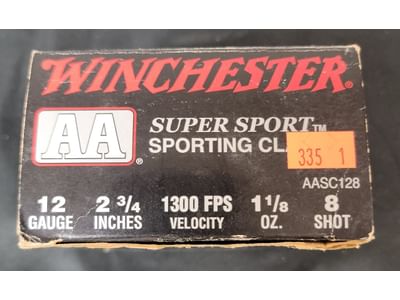 WINCHESTER®
AA®
SUPER SPORT™
SPORTING CLA
335 1
AASC128
12 GAUGE
2 3/4 INCHES
1300 FPS VELOCITY
1 1/8 OZ.
8 SHOT